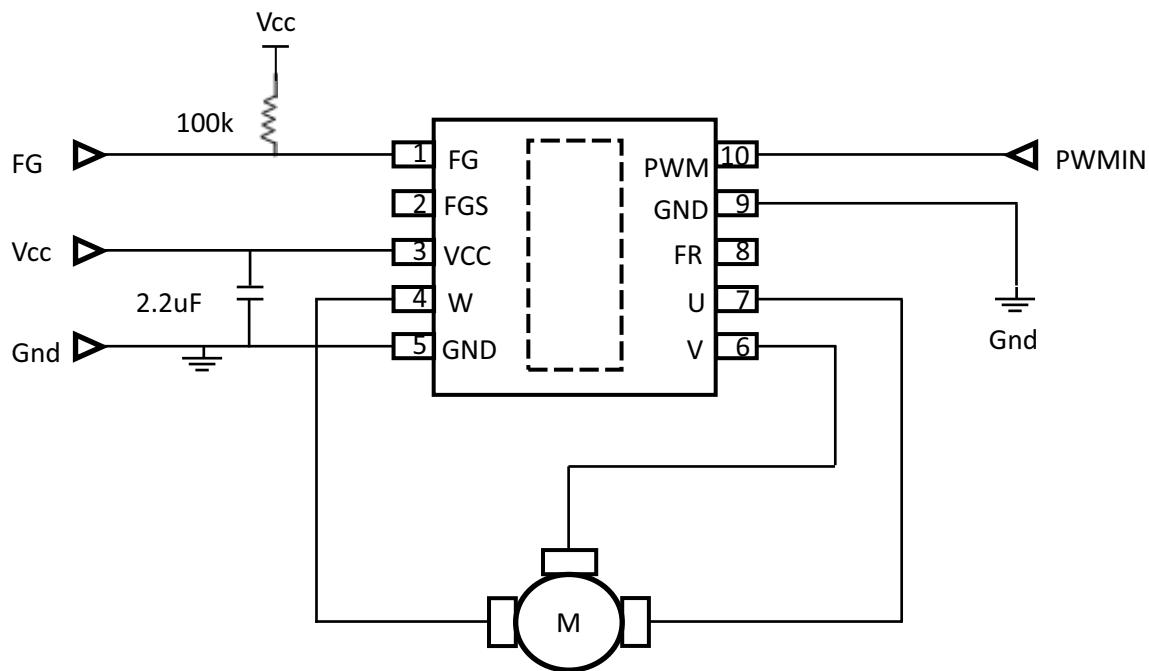 Vcc
100k
FG
1 FG
PWM 10
PWMIN
2 FGS
GND 9
Vcc
3 VCC
FR 8
2.2uF
4 W
U 7
Gnd
Gnd
5 GND
V 6
M